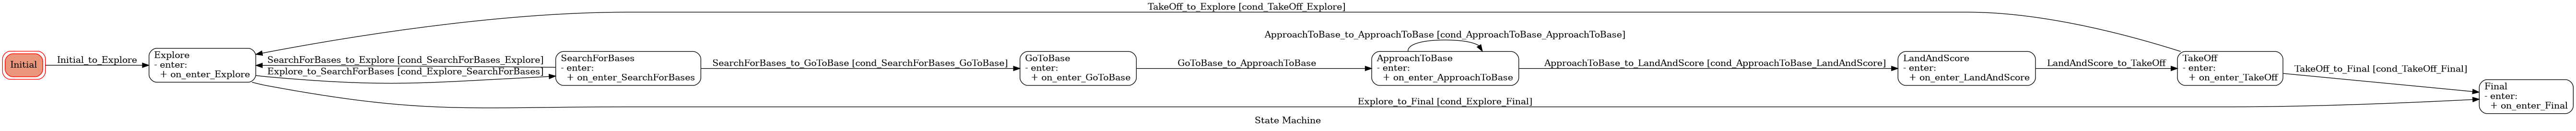 TakeOff_to_Explore [cond_TakeOff_Explore]
ApproachToBase_to_ApproachToBase [cond_ApproachToBase_ApproachToBase]
Initial
Initial_to_Explore
Explore
- enter:
+ on_enter_Explore
SearchForBases_to_Explore [cond_SearchForBases_Explore]
Explore_to_SearchForBases [cond_Explore_SearchForBases]
SearchForBases
- enter:
+ on_enter_SearchForBases
SearchForBases_to_GoToBase [cond_SearchForBases_GoToBase]
GoToBase
- enter:
+ on_enter_GoToBase
GoToBase_to_ApproachToBase
ApproachToBase
- enter:
+ on_enter_ApproachToBase
ApproachToBase_to_LandAndScore [cond_ApproachToBase_LandAndScore]
LandAndScore
- enter:
+ on_enter_LandAndScore
LandAndScore_to_TakeOff
TakeOff
- enter:
+ on_enter_TakeOff
TakeOff_to_Final [cond_TakeOff_Final]
Final
- enter:
+ on_enter_Final
Explore_to_Final [cond_Explore_Final]
State Machine